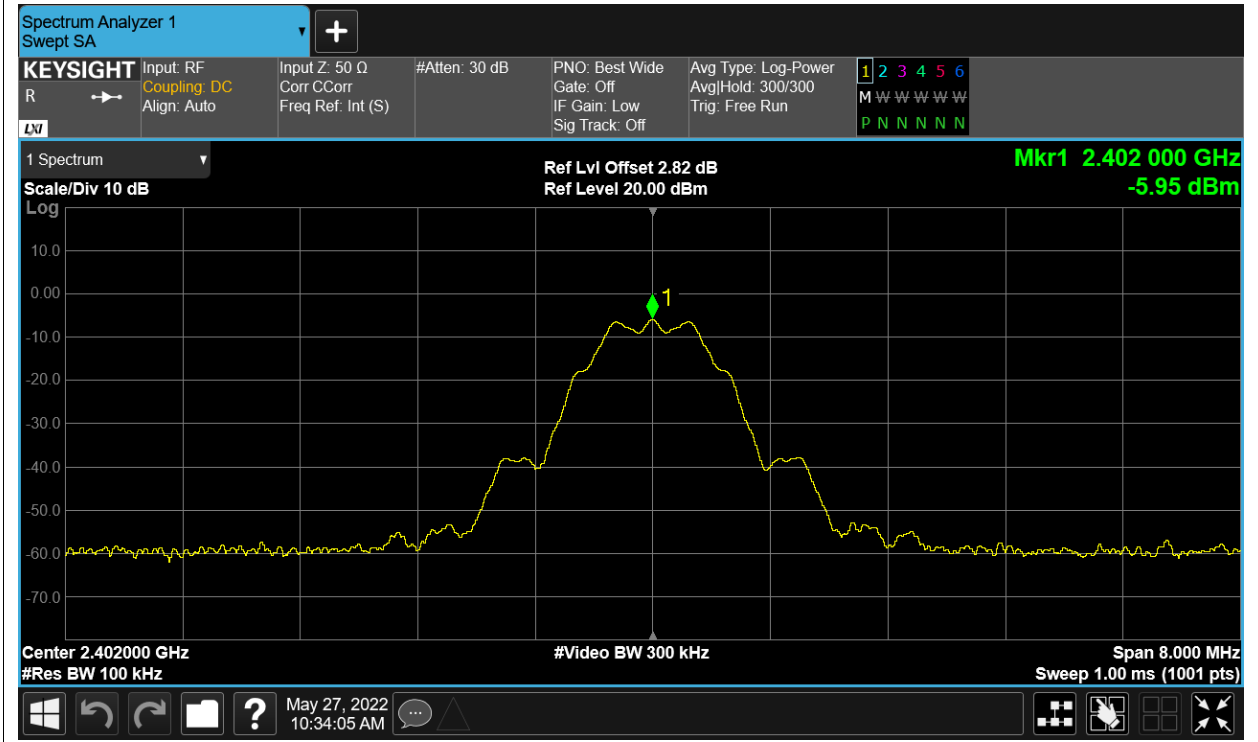 Spectrum Analyzer 1
Swept SA
KEYSIGHT
R
LXI
Input: RF
Coupling: DC
Align: Auto
Input Z: 50 Ω
Corr CCorr
Freq Ref: Int (S)
#Atten: 30 dB
PNO: Best Wide
Gate: Off
IF Gain: Low
Sig Track: Off
Avg Type: Log-Power
Avg|Hold: 300/300
Trig: Free Run
1 2 3 4 5 6
M W W W W W
P N N N N N
1 Spectrum
Scale/Div 10 dB
Log
Ref Lvl Offset 2.82 dB
Ref Level 20.00 dBm
Mkr1 2.402 000 GHz
-5.95 dBm
10.0
0.00
1
-10.0
-20.0
-30.0
-40.0
-50.0
-60.0
-70.0
Center 2.402000 GHz
#Res BW 100 kHz
#Video BW 300 kHz
Span 8.000 MHz
Sweep 1.00 ms (1001 pts)
?
May 27, 2022
10:34:05 AM